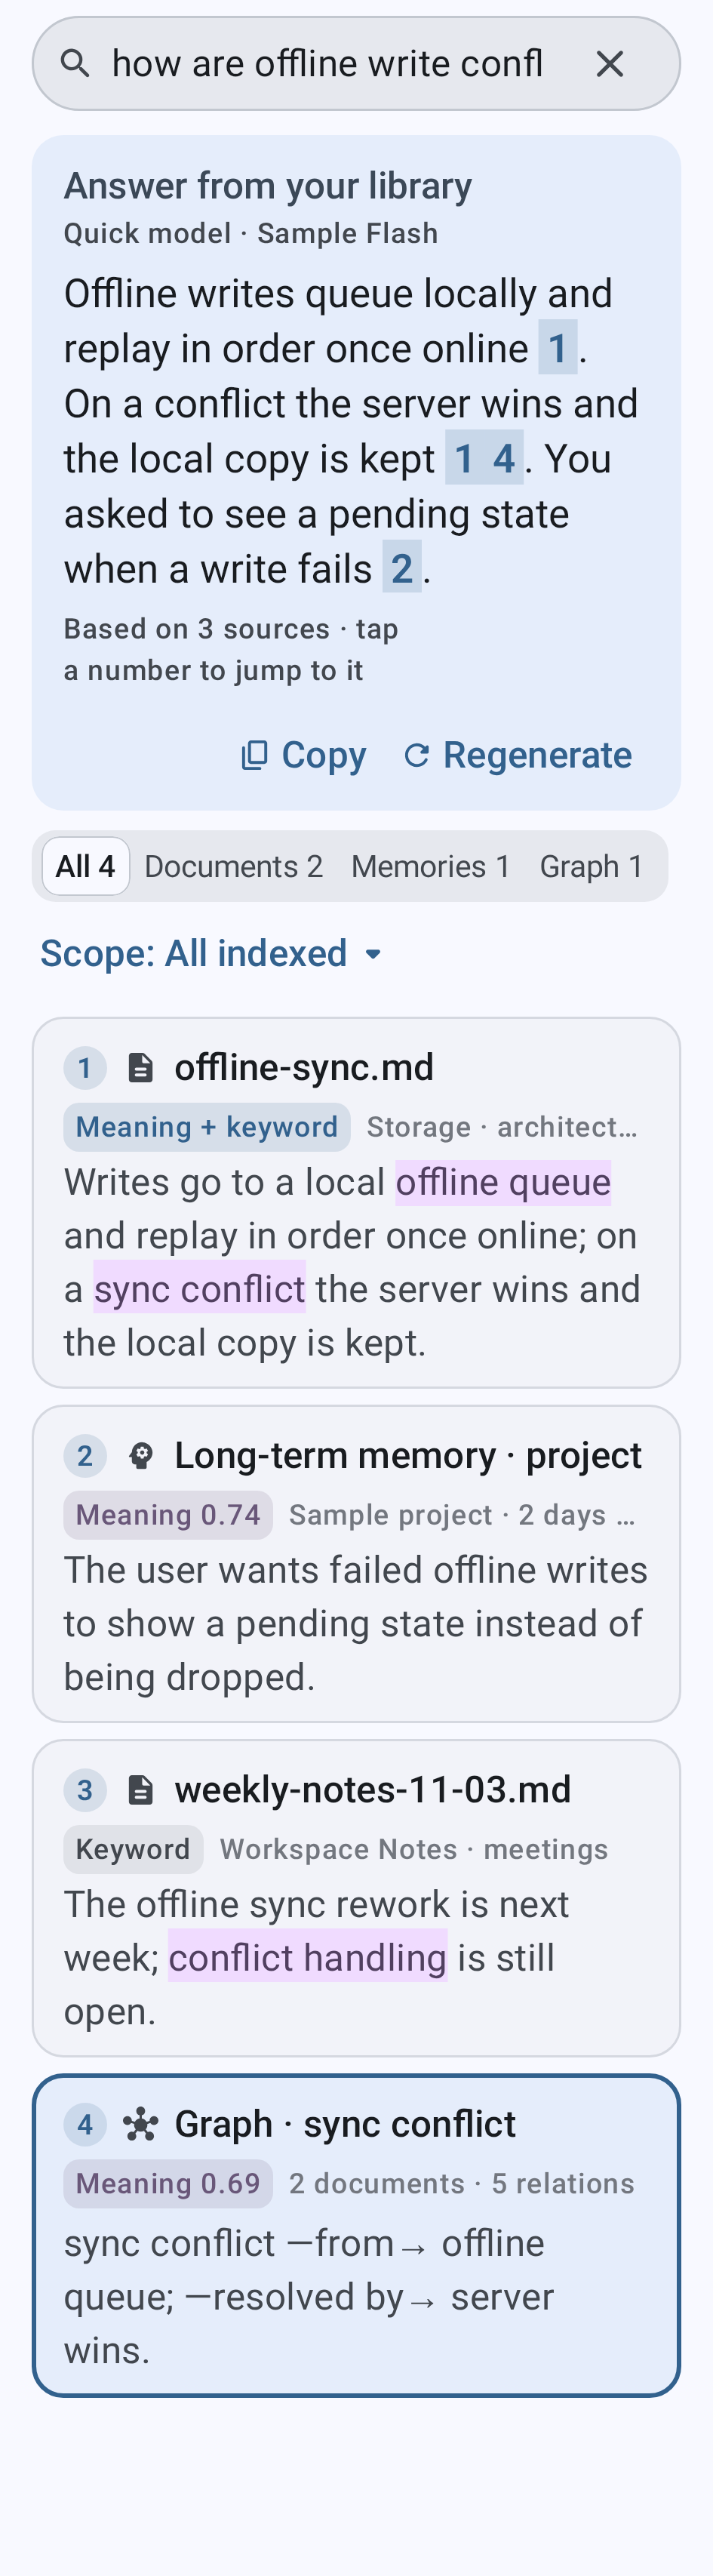 how are offline write confl
Answer from your library
Quick model · Sample Flash
Offline writes queue locally and
replay in order once online 1.
On a conflict the server wins and
the local copy is kept 1 4. You
asked to see a pending state
when a write fails 2.
Based on 3 sources · tap
a number to jump to it
Copy Regenerate
All 4 Documents 2 Memories 1 Graph 1
Scope: All indexed
1 offline-sync.md
Meaning + keyword Storage · architect…
Writes go to a local offline queue
and replay in order once online; on
a sync conflict the server wins and
the local copy is kept.
2 Long-term memory · project
Meaning 0.74 Sample project · 2 days …
The user wants failed offline writes
to show a pending state instead of
being dropped.
3 weekly-notes-11-03.md
Keyword Workspace Notes · meetings
The offline sync rework is next
week; conflict handling is still
open.
4 Graph · sync conflict
Meaning 0.69 2 documents · 5 relations
sync conflict —from→ offline
queue; —resolved by→ server
wins.